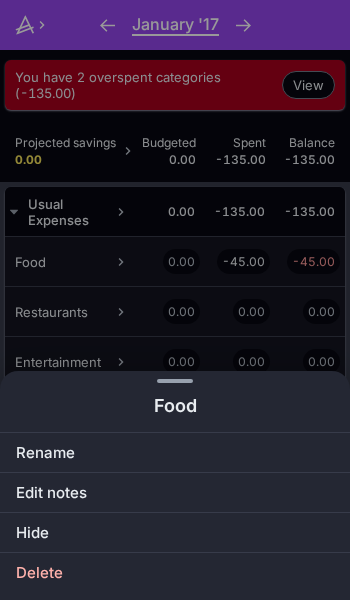 January '17
You have 2 overspent categories
(-135.00)
View
Projected savings Budgeted Spent Balance
0.00 0.00 -135.00 -135.00
Usual
Expenses
0.00 -135.00 -135.00
Food 0.00 -45.00 -45.00
Restaurants 0.00 0.00 0.00
Entertainment 0.00 0.00 0.00
Food
Rename
Edit notes
Hide
Delete